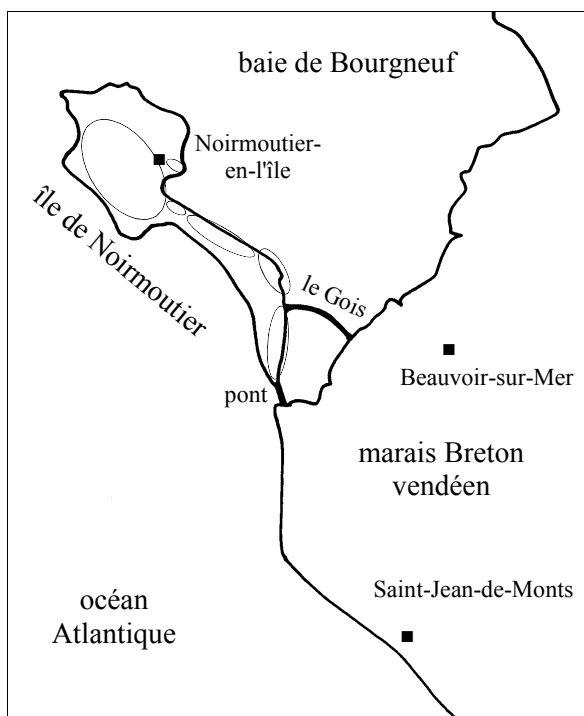 baie de Bourgneuf
Noirmoutier-
en-l'île
île de Noirmoutier
le Gois
pont
Beauvoir-sur-Mer
marais Breton
vendéen
Saint-Jean-de-Monts
océan
Atlantique